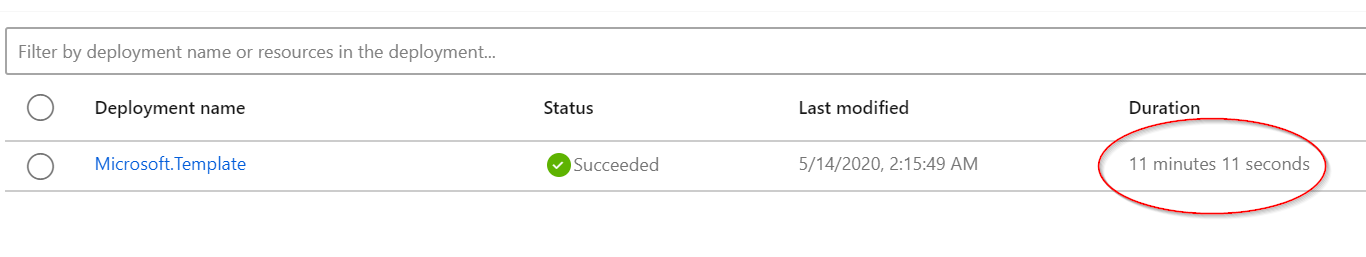 Filter by deployment name or resources in the deployment...
Deployment name Status Last modified Duration
Microsoft.Template Succeeded 5/14/2020, 2:15:49 AM 11 minutes 11 seconds